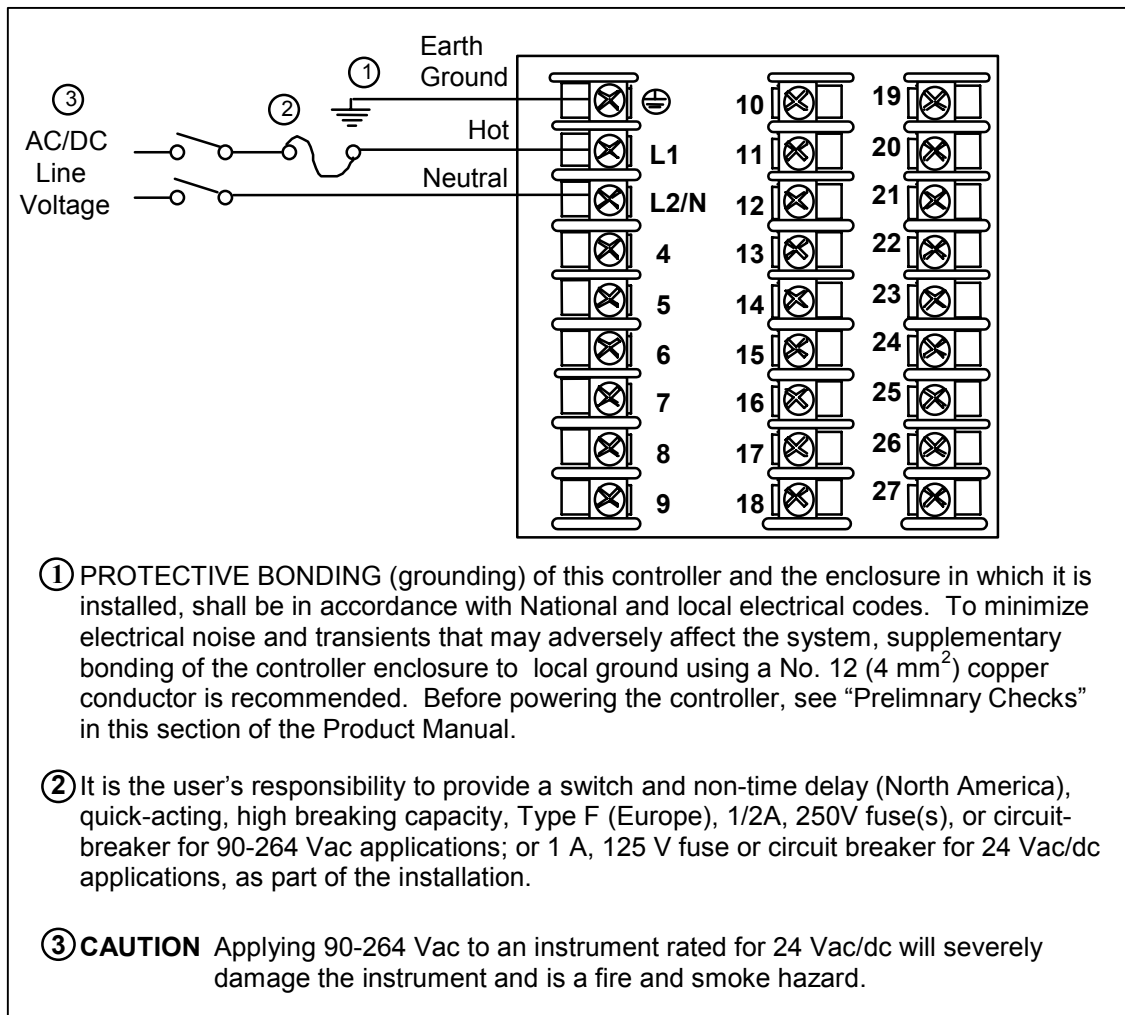 Earth
Ground
1
2
3
AC/DC
Line
Voltage
Hot
Neutral
L1
L2/N
4
5
6
7
8
9
10
11
12
13
14
15
16
17
18
19
20
21
22
23
24
25
26
27
1 PROTECTIVE BONDING (grounding) of this controller and the enclosure in which it is
installed, shall be in accordance with National and local electrical codes. To minimize
electrical noise and transients that may adversely affect the system, supplementary
bonding of the controller enclosure to local ground using a No. 12 (4 mm²) copper
conductor is recommended. Before powering the controller, see “Prelimnary Checks”
in this section of the Product Manual.
2 It is the user’s responsibility to provide a switch and non-time delay (North America),
quick-acting, high breaking capacity, Type F (Europe), 1/2A, 250V fuse(s), or circuit-
breaker for 90-264 Vac applications; or 1 A, 125 V fuse or circuit breaker for 24 Vac/dc
applications, as part of the installation.
3 CAUTION Applying 90-264 Vac to an instrument rated for 24 Vac/dc will severely
damage the instrument and is a fire and smoke hazard.